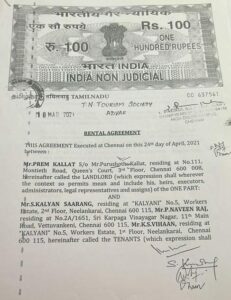 भारतीय गैर न्यायिक
एक सौ रुपये
Rs. 100
रु. 100
ONE
HUNDRED RUPEES
भारत INDIA
INDIA NON JUDICIAL
தமிழ்நாடு तमिलनाडु TAMILNADU
MAR 2021
T N TOURISM SOCIETY
ADYAR
RENTAL AGREEMENT
THIS AGREEMENT Executed at Chennai on this 24th day of April, 2021
between:
Mr.PREM KALLAT S/o Mr. Kallat, residing at No.111,
Montieth Road, Queen's Court, 3rd Floor, Chennai 600 008,
hereinafter called the LANDLORD (which expression shall wherever
the context so permits mean and include his heirs, executors, administrators,
legal representatives and assigns) of the ONE PART:
AND
Mr.S.KALYAN SAARANG, residing at "KALYANI" No.5, Workers
Estate, 2nd Floor, Neelankarai, Chennai 600 115, Mr.P.NAVEEN RAJ,
residing at No.2A/1651, Sri Karpaga Vinayagar Nagar, 11th Main
Road, Vettuvankeni, Chennai 600 115, Mr.K.S.VIHAAN, residing at
"KALYANI" No.5, Workers Estate, 1st Floor, Neelankarai, Chennai
600 115, hereinafter called the TENANTS (which expression shall